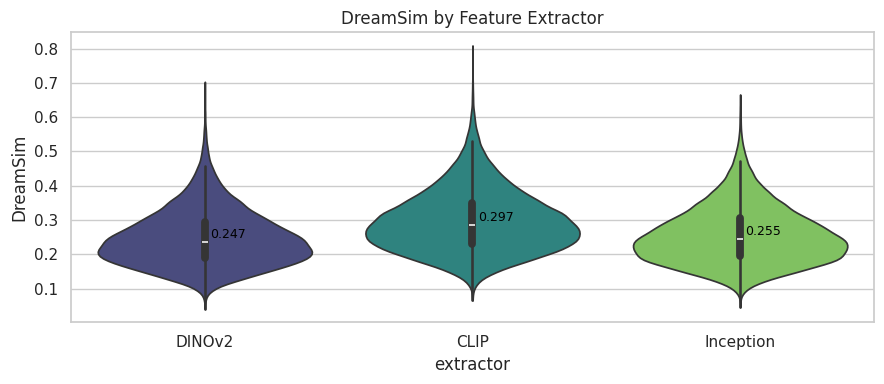 DreamSim by Feature Extractor
DreamSim
0.8
0.7
0.6
0.5
0.4
0.3
0.2
0.1
0.247
0.297
0.255
DINOv2
CLIP
Inception
extractor